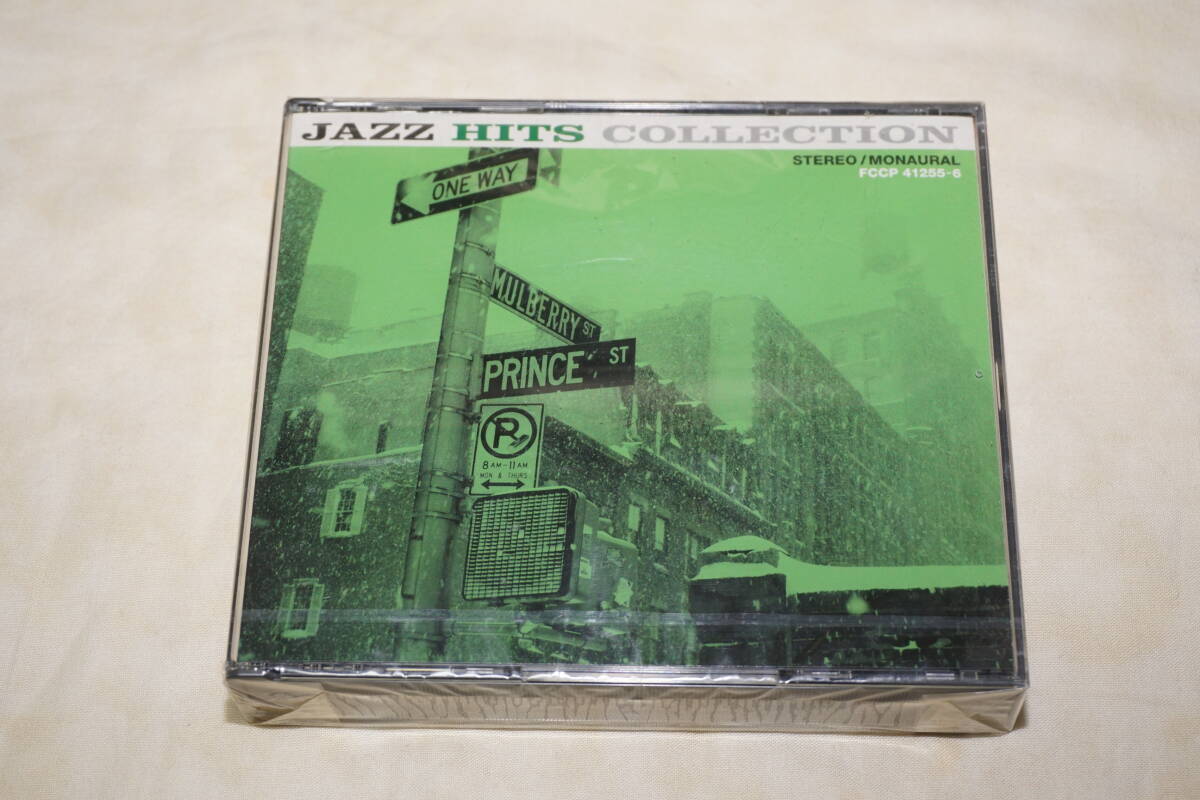 JAZZ HITS COLLECTION
STEREO/MONAURAL
FCCP 41255-6
ONE WAY
MULBERRY ST
PRINCE ST
P
8 AM-11 AM
MON & THURS